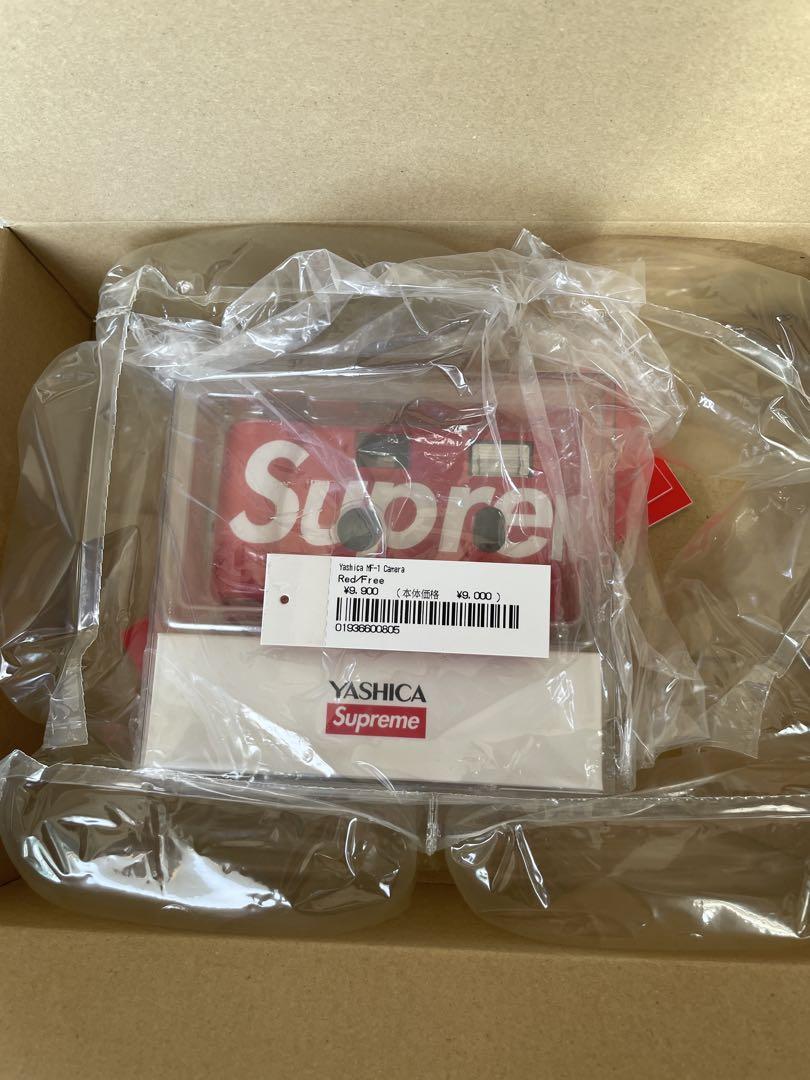 Supre
Yashica MF-1 Camera
Red/Free
¥9,900 (本体価格 ¥9,000)
01936600805
YASHICA
Supreme